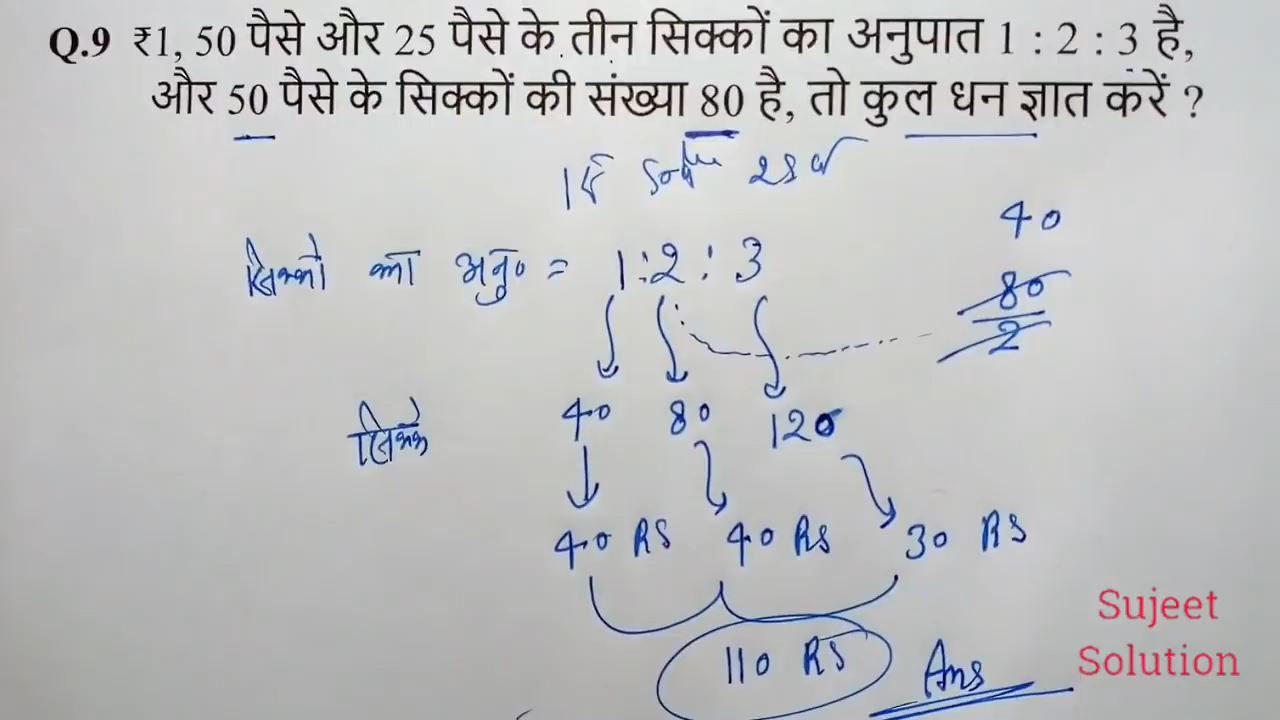 Q.9 ₹1, 50 पैसे और 25 पैसे के तीन सिक्कों का अनुपात 1 : 2 : 3 है,
और 50 पैसे के सिक्कों की संख्या 80 है, तो कुल धन ज्ञात करें ?
सिक्को का अनु० = 1 : 2 : 3
40
80
2
सिक्के 40 80 120
40 RS 40 RS 30 RS
110 RS Ans
Sujeet
Solution